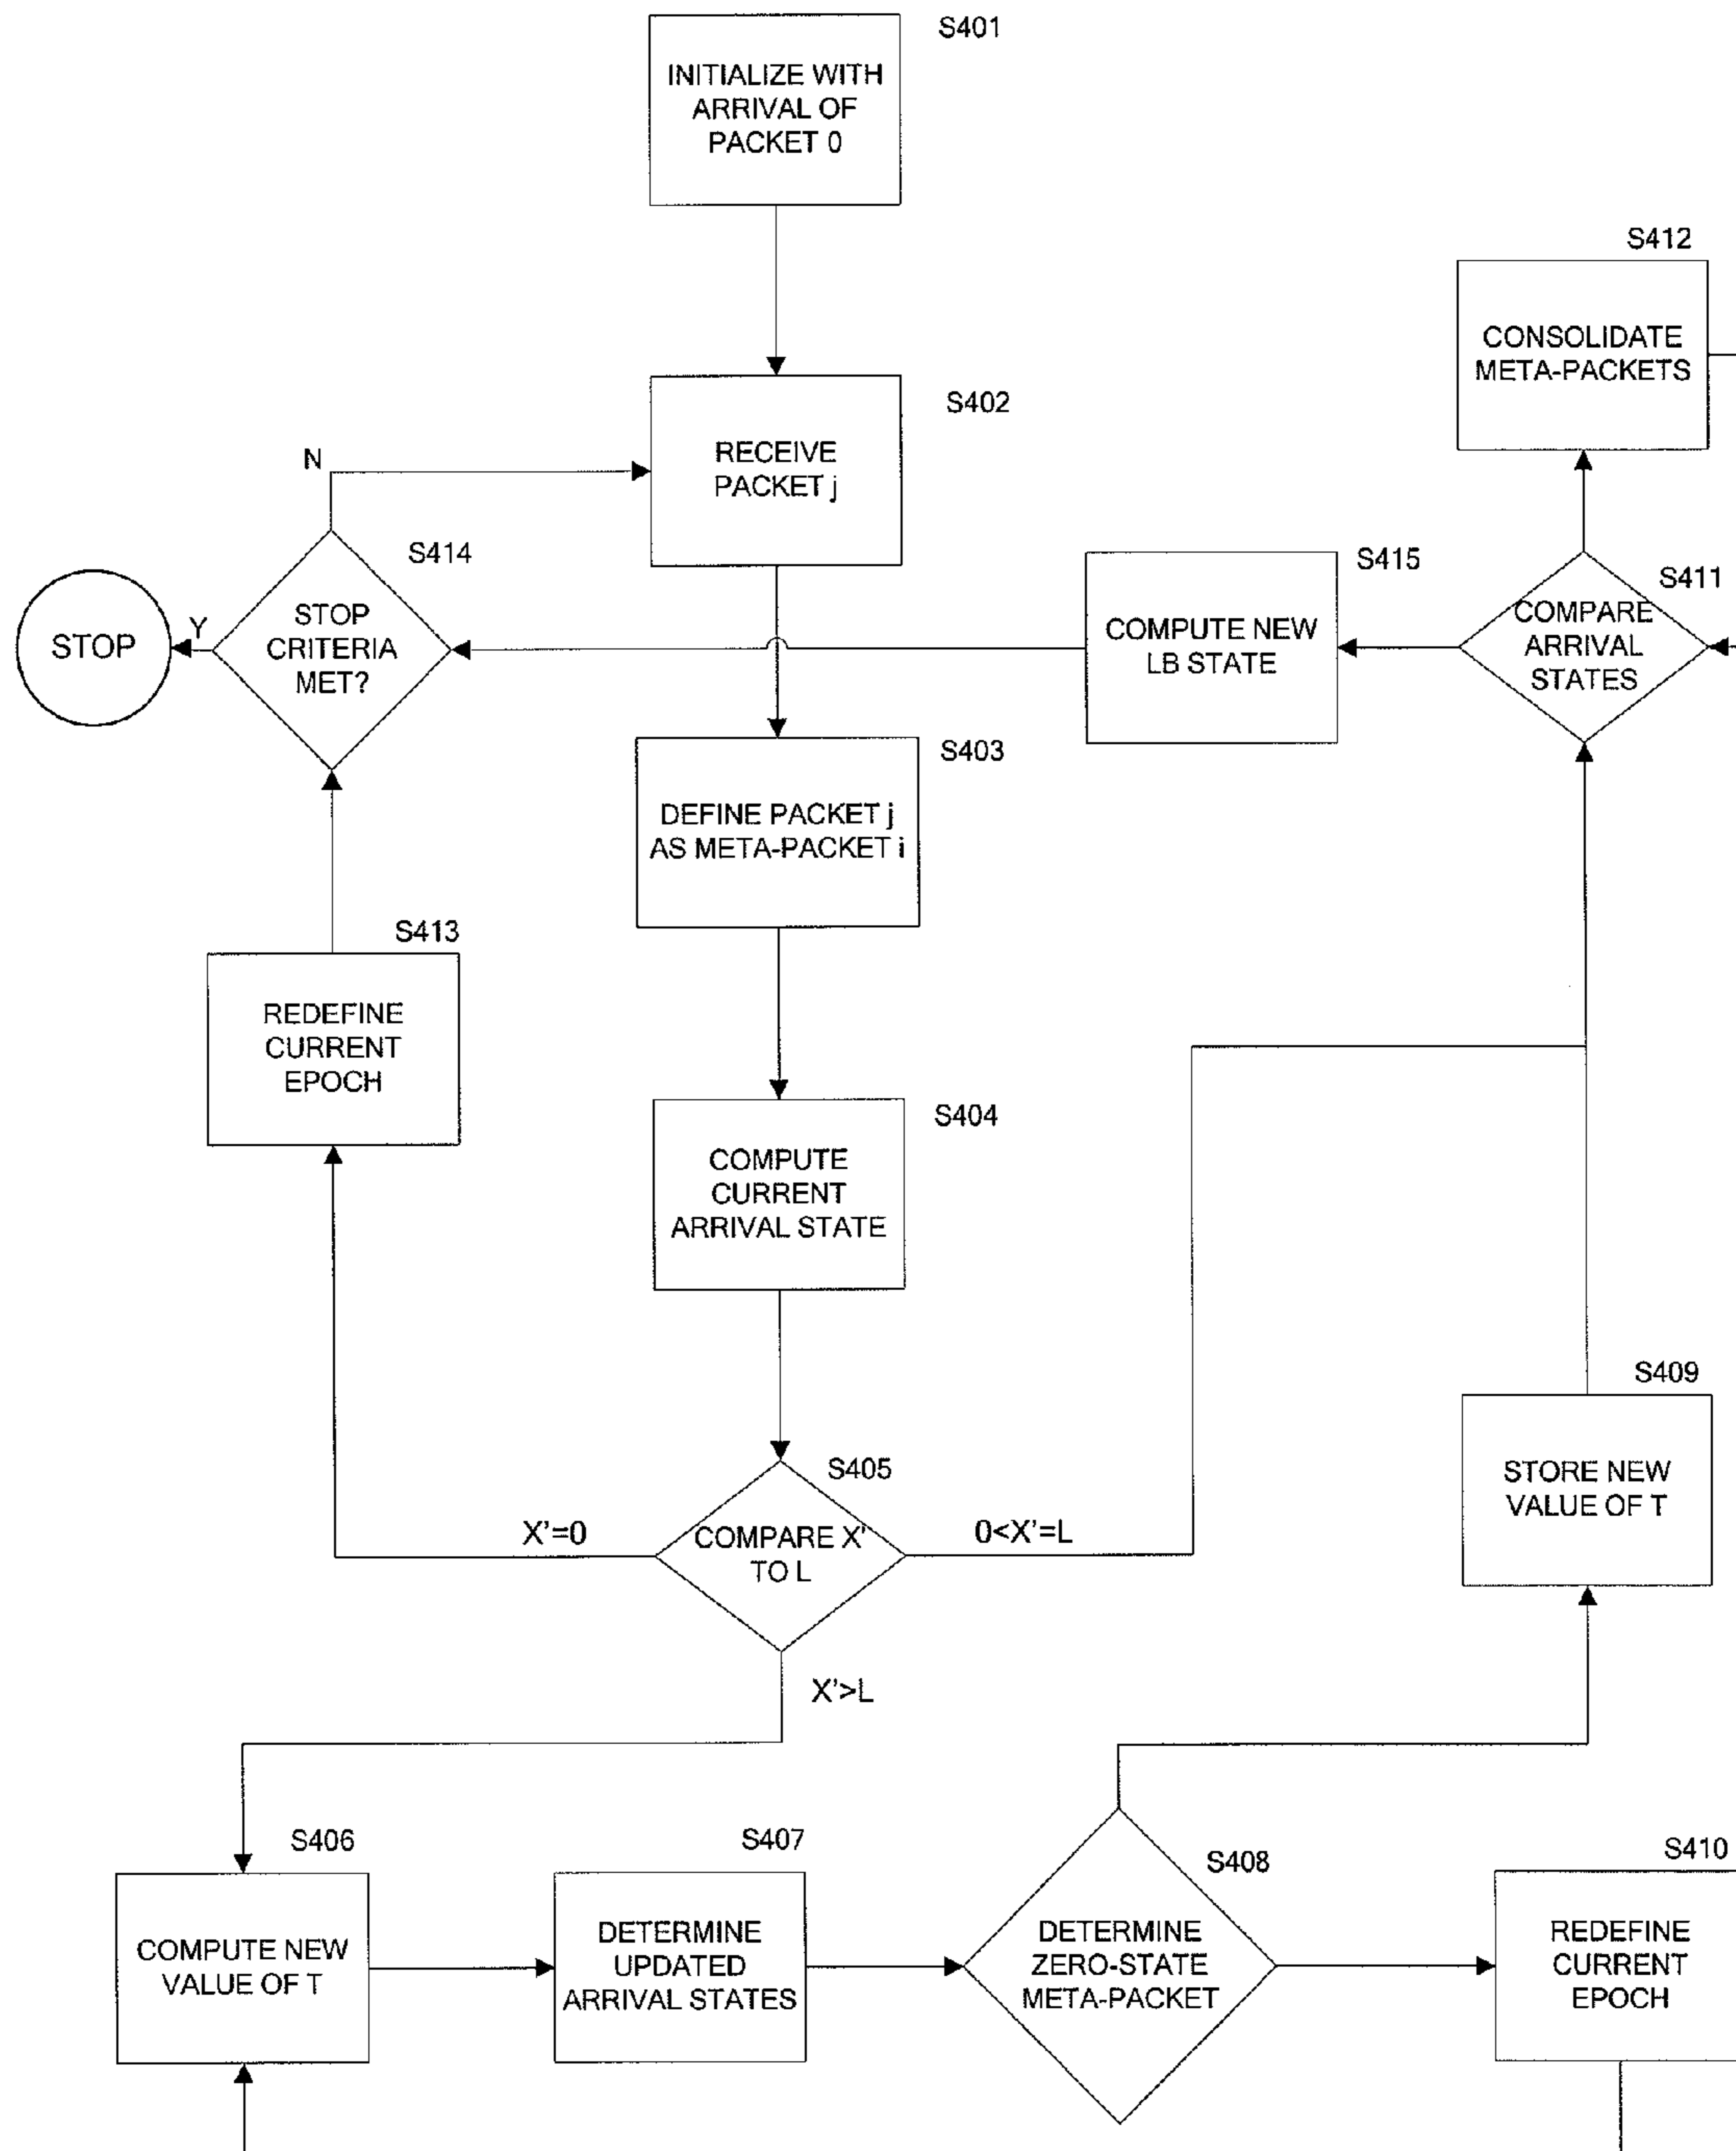 S401
INITIALIZE WITH
ARRIVAL OF
PACKET 0
S412
CONSOLIDATE
META-PACKETS
S402
RECEIVE
PACKET j
N
S414
STOP
CRITERIA
MET?
Y
STOP
S415
COMPUTE NEW
LB STATE
S411
COMPARE
ARRIVAL
STATES
S403
DEFINE PACKET j
AS META-PACKET i
S413
REDEFINE
CURRENT
EPOCH
S404
COMPUTE
CURRENT
ARRIVAL STATE
S409
STORE NEW
VALUE OF T
S405
COMPARE X'
TO L
X'=0
0<X'=L
X'>L
S406
COMPUTE NEW
VALUE OF T
S407
DETERMINE
UPDATED
ARRIVAL STATES
S408
DETERMINE
ZERO-STATE
META-PACKET
S410
REDEFINE
CURRENT
EPOCH